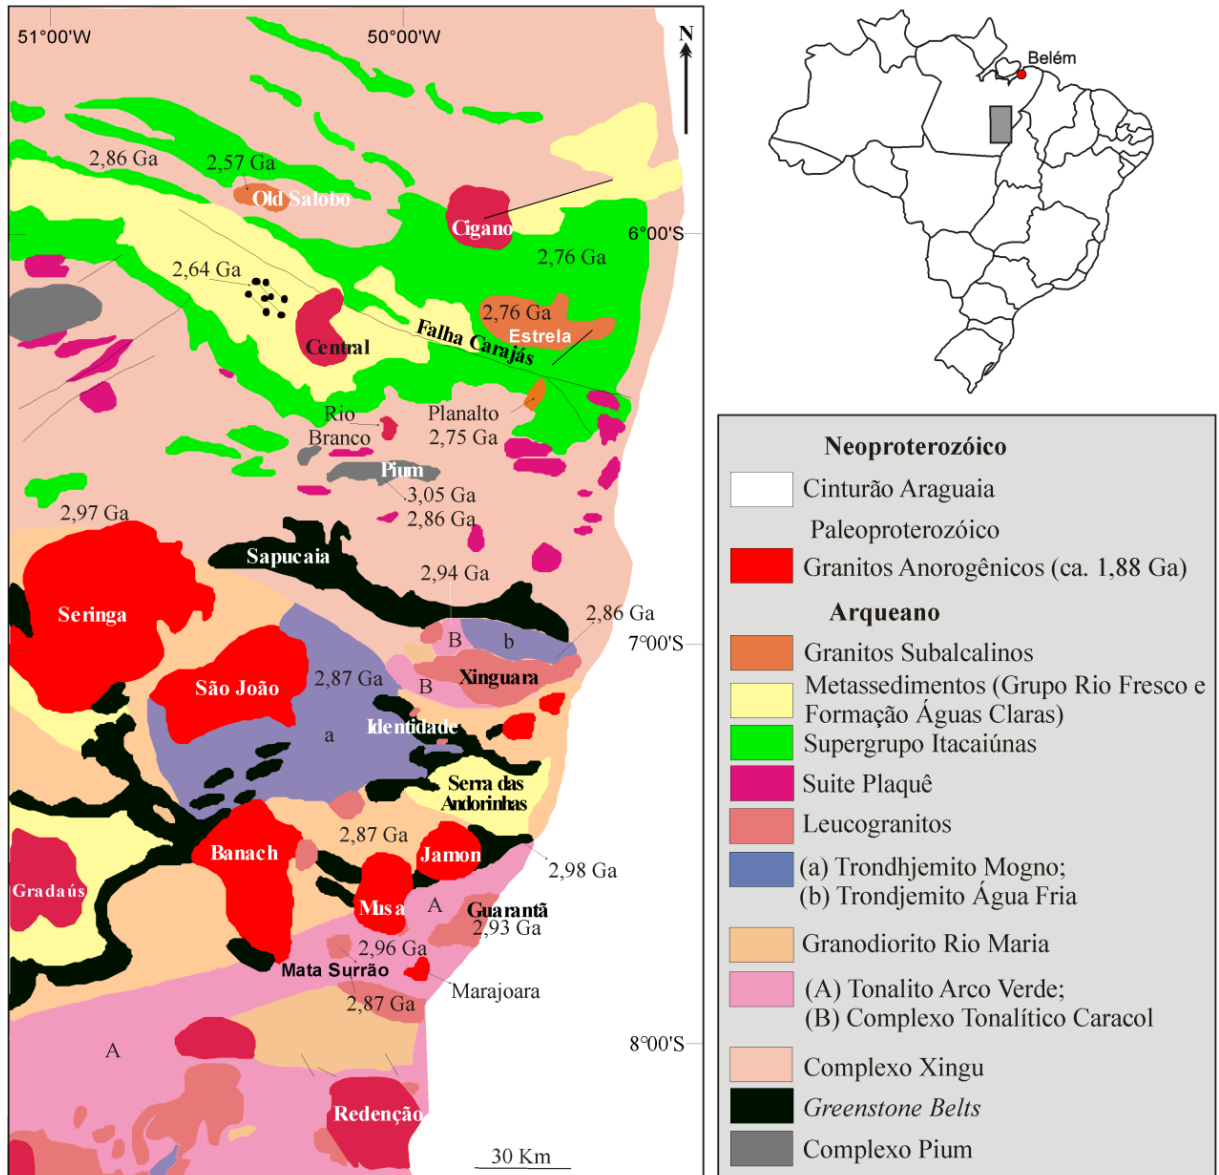 51°00'W
50°00'W
N
2,86 Ga
2,57 Ga
Old Salobo
Cigano
6°00'S
2,76 Ga
2,64 Ga
2,76 Ga
Estrela
Falha Carajás
Central
Rio
Branco
Planalto
2,75 Ga
Pium
3,05 Ga
2,86 Ga
2,97 Ga
Sapucaia
2,94 Ga
Seringa
2,86 Ga
B
b
7°00'S
Xinguara
São João
2,87 Ga
B
Identidade
a
Serra das
Andorinhas
2,87 Ga
Banach
Jamon
2,98 Ga
Gradaús
Musa
A
Guarantã
2,93 Ga
2,96 Ga
Mata Surrão
Marajoara
2,87 Ga
A
8°00'S
Redenção
30 Km
Belém
Neoproterozóico
Cinturão Araguaia
Paleoproterozóico
Granitos Anorogênicos (ca. 1,88 Ga)
Arqueano
Granitos Subalcalinos
Metassedimentos (Grupo Rio Fresco e
Formação Águas Claras)
Supergrupo Itacaiúnas
Suite Plaquê
Leucogranitos
(a) Trondhjemito Mogno;
(b) Trondjemito Água Fria
Granodiorito Rio Maria
(A) Tonalito Arco Verde;
(B) Complexo Tonalítico Caracol
Complexo Xingu
Greenstone Belts
Complexo Pium